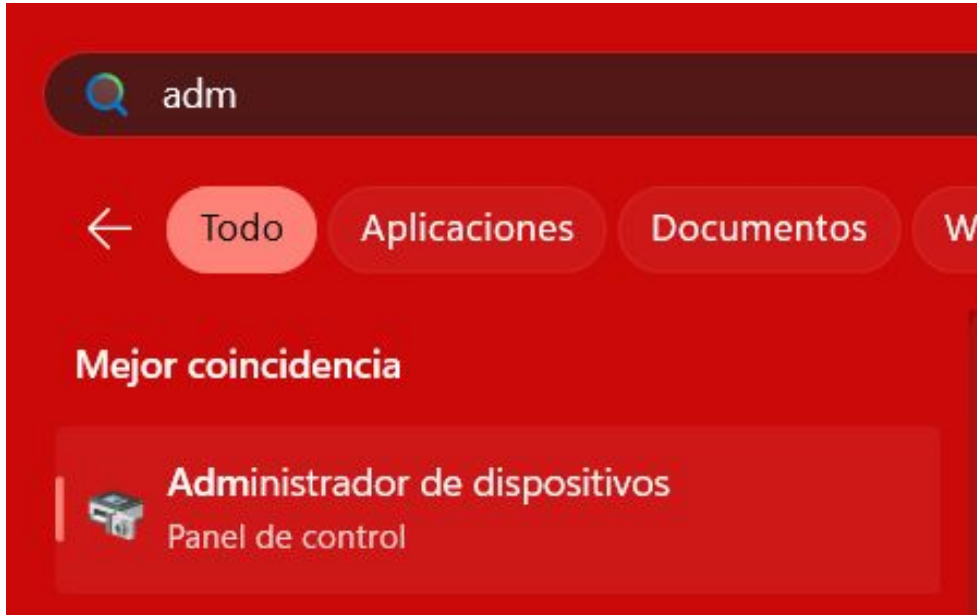 adm
Todo Aplicaciones Documentos W
Mejor coincidencia
Administrador de dispositivos
Panel de control